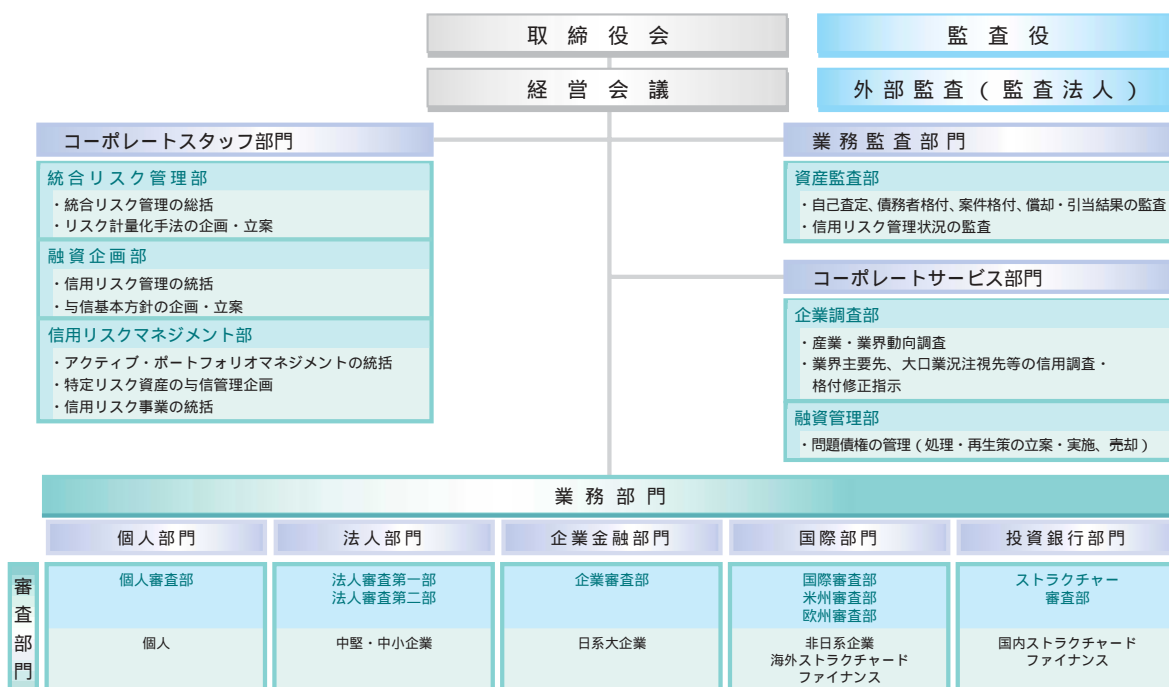 取締役会
監査役
経営会議
外部監査(監査法人)
コーポレートスタッフ部門
統合リスク管理部
・統合リスク管理の総括
・リスク計量化手法の企画・立案
融資企画部
・信用リスク管理の統括
・与信基本方針の企画・立案
信用リスクマネジメント部
・アクティブ・ポートフォリオマネジメントの統括
・特定リスク資産の与信管理企画
・信用リスク事業の統括
業務監査部門
資産監査部
・自己査定、債務者格付、案件格付、償却・引当結果の監査
・信用リスク管理状況の監査
コーポレートサービス部門
企業調査部
・産業・業界動向調査
・業界主要先、大口業況注視先等の信用調査・
格付修正指示
融資管理部
・問題債権の管理(処理・再生策の立案・実施、売却)
業務部門
個人部門
法人部門
企業金融部門
国際部門
投資銀行部門
審査部門
個人審査部
個人
法人審査第一部
法人審査第二部
中堅・中小企業
企業審査部
日系大企業
国際審査部
米州審査部
欧州審査部
非日系企業
海外ストラクチャード
ファイナンス
ストラクチャー
審査部
国内ストラクチャード
ファイナンス